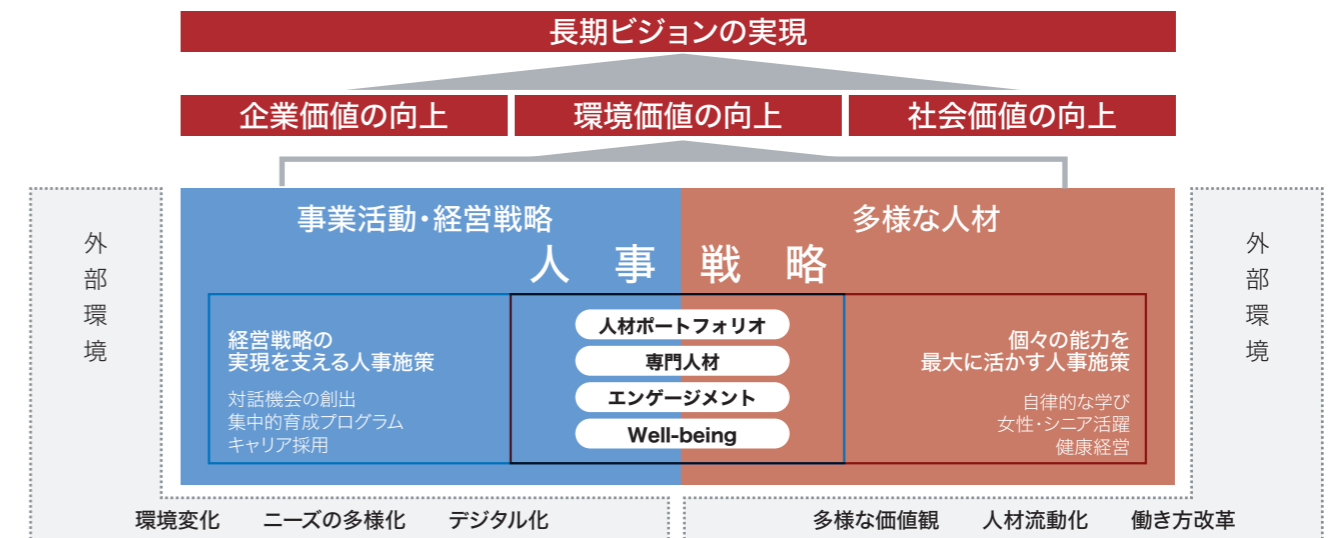 長期ビジョンの実現
企業価値の向上
環境価値の向上
社会価値の向上
外部環境
事業活動・経営戦略
多様な人材
人事戦略
経営戦略の
実現を支える人事施策
対話機会の創出
集中的育成プログラム
キャリア採用
人材ポートフォリオ
専門人材
エンゲージメント
Well-being
個々の能力を
最大に活かす人事施策
自律的な学び
女性・シニア活躍
健康経営
外部環境
環境変化 ニーズの多様化 デジタル化
多様な価値観 人材流動化 働き方改革